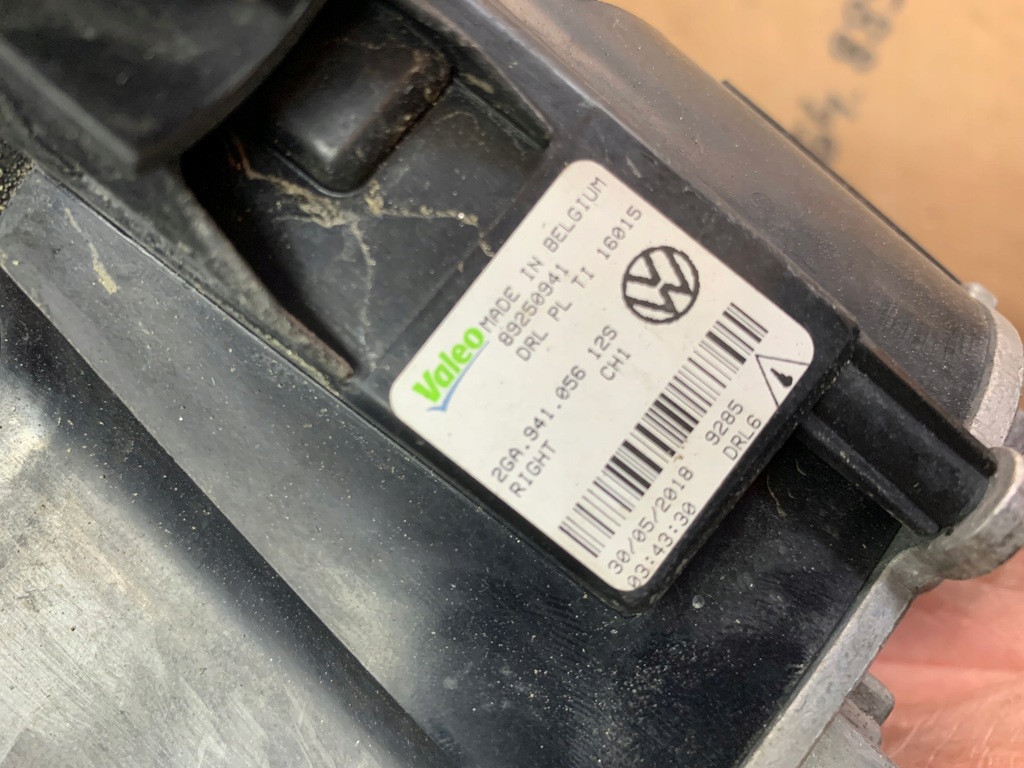 Valeo
MADE IN BELGIUM
89250941
DRL PL TI 16015
2GA.941.056 12S
RIGHT CH1
30/05/2018 9285
03:43:30 DRL6